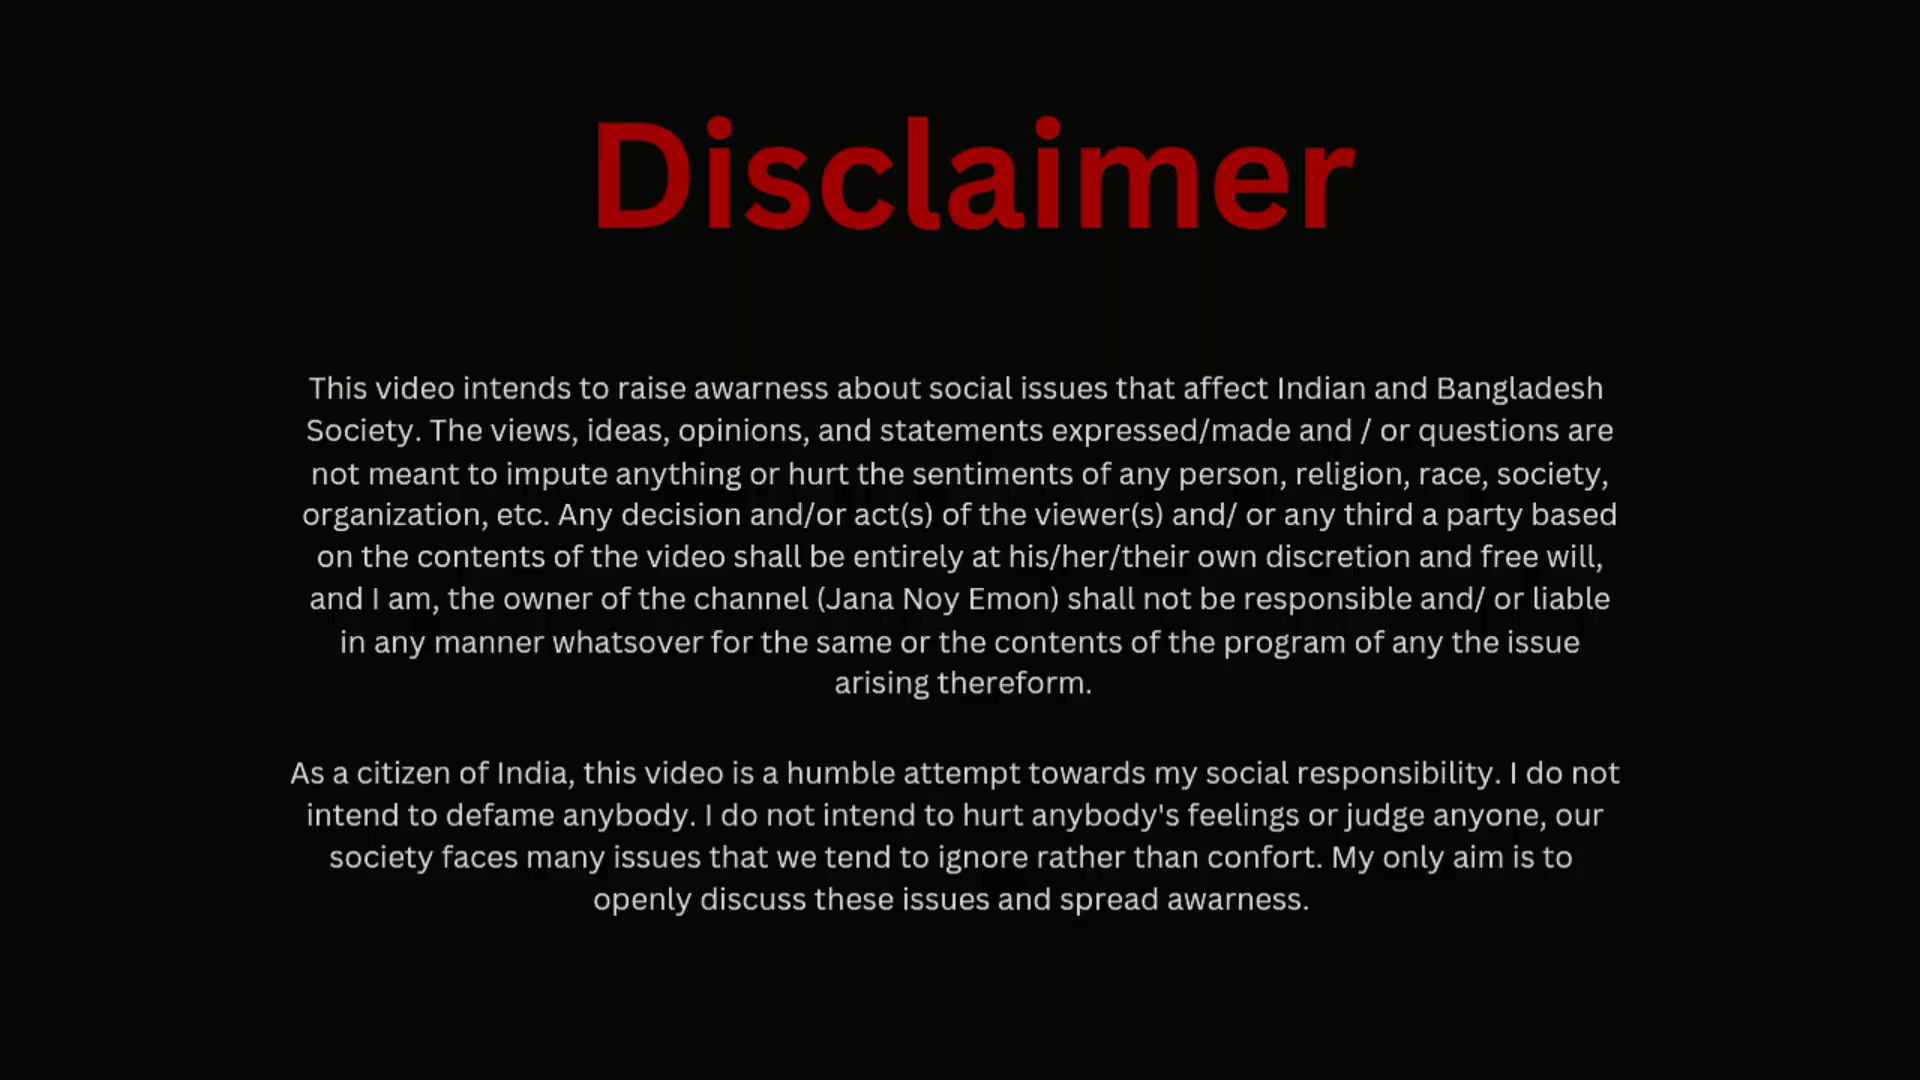 Disclaimer
This video intends to raise awarness about social issues that affect Indian and Bangladesh
Society. The views, ideas, opinions, and statements expressed/made and / or questions are
not meant to impute anything or hurt the sentiments of any person, religion, race, society,
organization, etc. Any decision and/or act(s) of the viewer(s) and/ or any third a party based
on the contents of the video shall be entirely at his/her/their own discretion and free will,
and I am, the owner of the channel (Jana Noy Emon) shall not be responsible and/ or liable
in any manner whatsover for the same or the contents of the program of any the issue
arising thereform.
As a citizen of India, this video is a humble attempt towards my social responsibility. I do not
intend to defame anybody. I do not intend to hurt anybody's feelings or judge anyone, our
society faces many issues that we tend to ignore rather than confort. My only aim is to
openly discuss these issues and spread awarness.